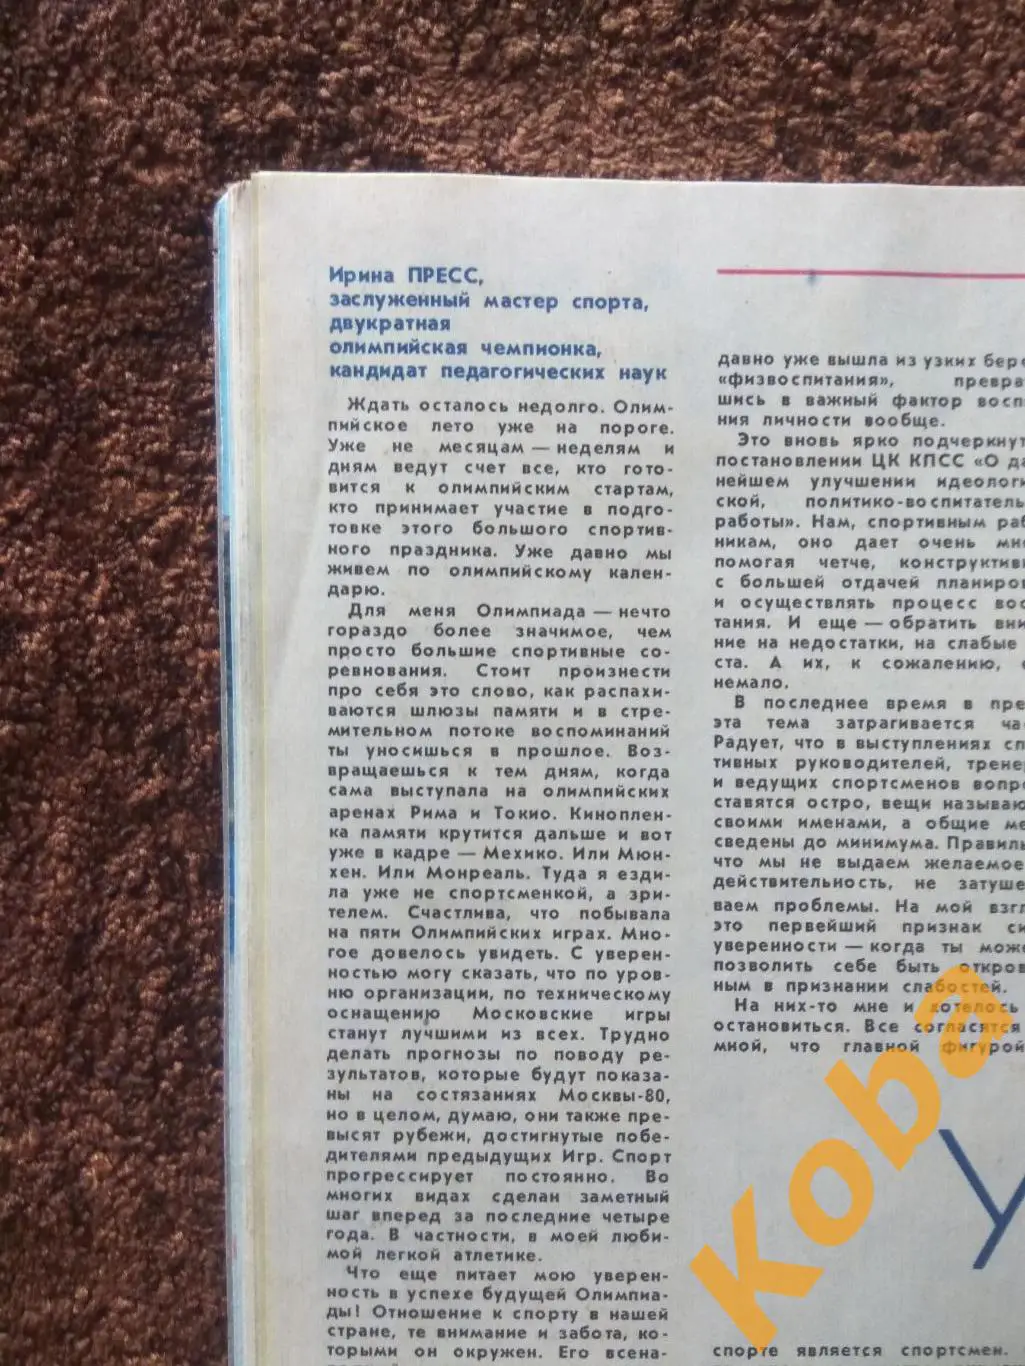 Ирина ПРЕСС,
заслуженный мастер спорта,
двукратная
олимпийская чемпионка,
кандидат педагогических наук
Ждать осталось недолго. Олим-
пийское лето уже на пороге.
Уже не месяцам — неделям и
дням ведут счет все, кто гото-
вится к олимпийским стартам,
кто принимает участие в подго-
товке этого большого спортив-
ного праздника. Уже давно мы
живем по олимпийскому кален-
дарю.
Для меня Олимпиада — нечто
гораздо более значимое, чем
просто большие спортивные со-
ревнования. Стоит произнести
про себя это слово, как распахи-
ваются шлюзы памяти и в стре-
мительном потоке воспоминаний
ты уносишься в прошлое. Воз-
вращаешься к тем дням, когда
сама выступала на олимпийских
аренах Рима и Токио. Киноплен-
ка памяти крутится дальше и вот
уже в кадре — Мехико. Или Мюн-
хен. Или Монреаль. Туда я езди-
ла уже не спортсменкой, а зри-
телем. Счастлива, что побывала
на пяти Олимпийских играх. Мно-
гое довелось увидеть. С уверен-
ностью могу сказать, что по уров-
ню организации, по техническому
оснащению Московские игры
станут лучшими из всех. Трудно
делать прогнозы по поводу ре-
зультатов, которые будут показа-
ны на состязаниях Москвы-80,
но в целом, думаю, они также пре-
высят рубежи, достигнутые побе-
дителями предыдущих Игр. Спорт
прогрессирует постоянно. Во
многих видах сделан заметный
шаг вперед за последние четыре
года. В частности, в моей люби-
мой легкой атлетике.
Что еще питает мою уверен-
ность в успехе будущей Олимпиа-
ды! Отношение к спорту в нашей
стране, те внимание и забота, ко-
торыми он окружен. Его всена-
давно уже вышла из узких бере
«физвоспитания», превра
шись в важный фактор восп
ния личности вообще.
Это вновь ярко подчеркнут
постановлении ЦК КПСС «О да
нейшем улучшении идеологи
ской, политико-воспитатель
работы». Нам, спортивным раб
никам, оно дает очень мно
помогая четче, конструктивн
с большей отдачей планиров
и осуществлять процесс вос
тания. И еще — обратить вни
ние на недостатки, на слабые
ста. А их, к сожалению,
немало.
В последнее время в пре
эта тема затрагивается ча
Радует, что в выступлениях сп
тивных руководителей, тренер
и ведущих спортсменов вопро
ставятся остро, вещи называю
своими именами, а общие ме
сведены до минимума. Правиль
что мы не выдаем желаемое
действительность, не затуше
ваем проблемы. На мой взгл
это первейший признак си
уверенности — когда ты може
позволить себе быть откров
ным в признании слабостей.
На них-то мне и хотелось
остановиться. Все согласятся
мной, что главной фигурой
У
спорте является спортсмен.
Koba